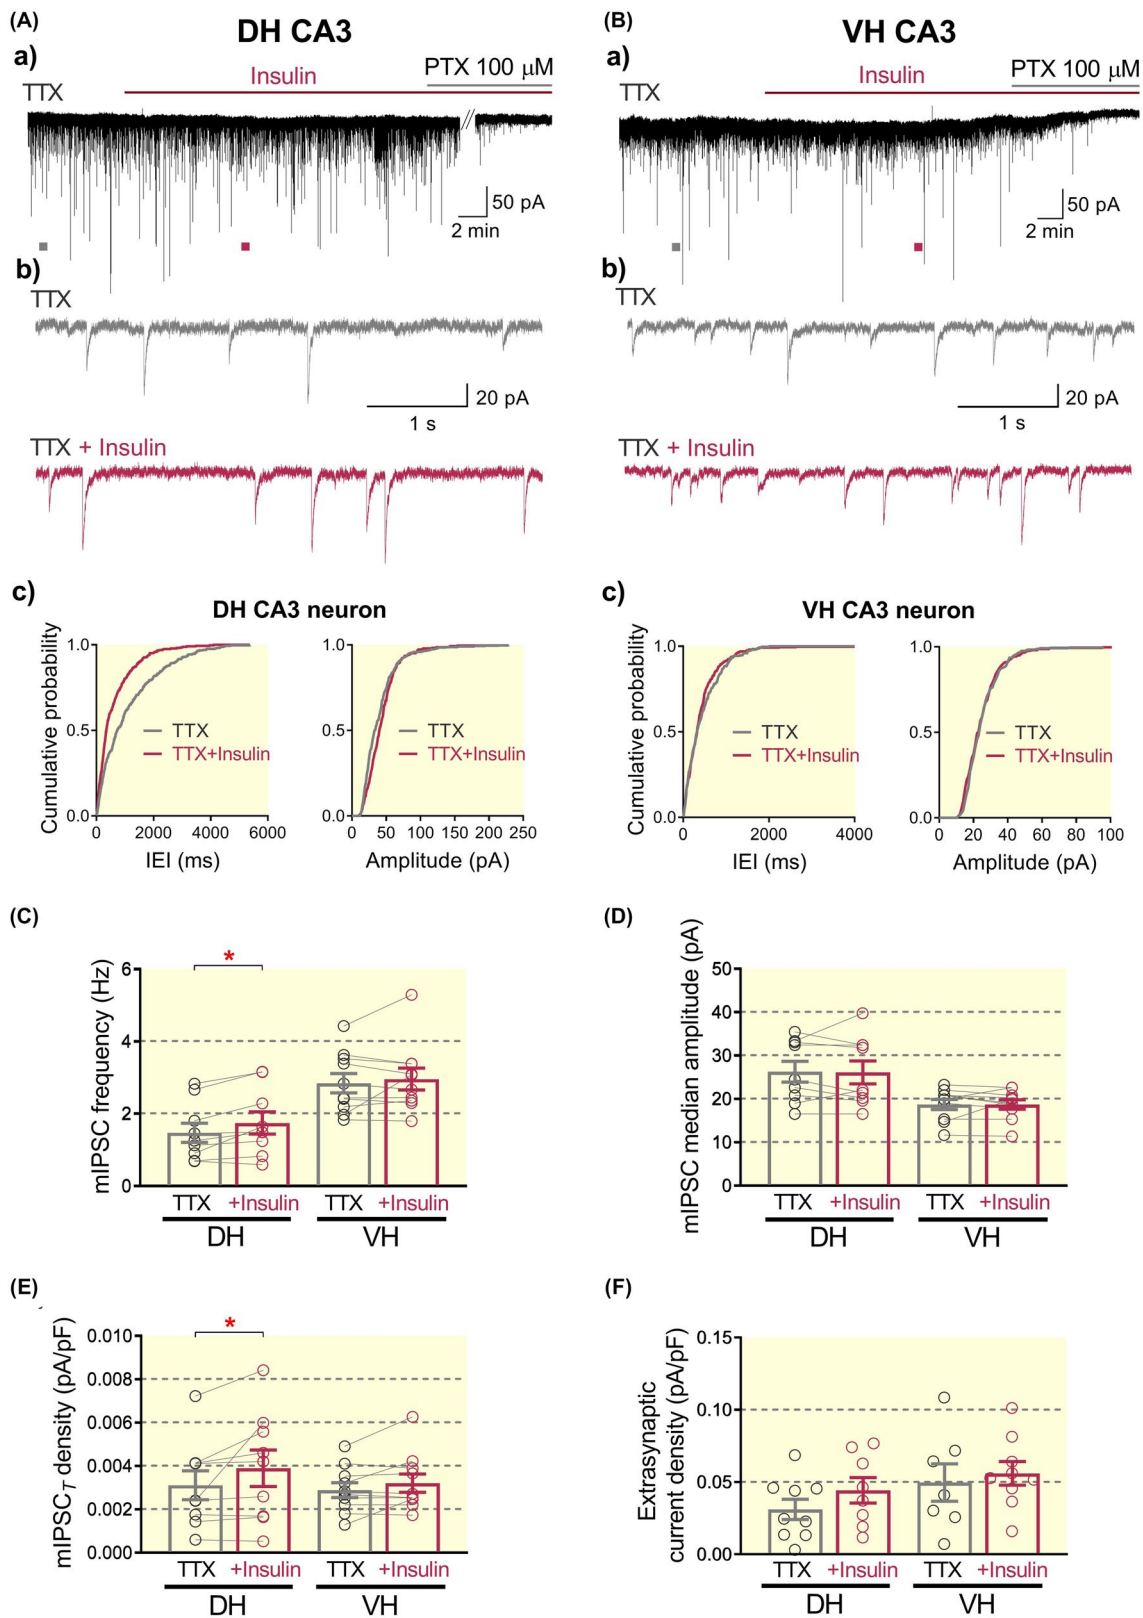 (A)
DH CA3
a)
PTX 100 μM
Insulin
TTX
50 pA
2 min
b)
TTX
20 pA
1 s
TTX + Insulin
c)
DH CA3 neuron
Cumulative probability
1.0
0.5
0.0
TTX
TTX+Insulin
0 2000 4000 6000
IEI (ms)
1.0
0.5
0.0
TTX
TTX+Insulin
0 50 100 150 200 250
Amplitude (pA)
(B)
VH CA3
a)
PTX 100 μM
Insulin
TTX
50 pA
2 min
b)
TTX
20 pA
1 s
TTX + Insulin
c)
VH CA3 neuron
Cumulative probability
1.0
0.5
0.0
TTX
TTX+Insulin
0 2000 4000
IEI (ms)
1.0
0.5
0.0
TTX
TTX+Insulin
0 20 40 60 80 100
Amplitude (pA)
(C)
mIPSC frequency (Hz)
6
4
2
0
*
TTX +Insulin TTX +Insulin
DH VH
(D)
mIPSC median amplitude (pA)
50
40
30
20
10
0
TTX +Insulin TTX +Insulin
DH VH
(E)
mIPSCT density (pA/pF)
0.010
0.008
0.006
0.004
0.002
0.000
*
TTX +Insulin TTX +Insulin
DH VH
(F)
Extrasynaptic
current density (pA/pF)
0.15
0.10
0.05
0.00
TTX +Insulin TTX +Insulin
DH VH